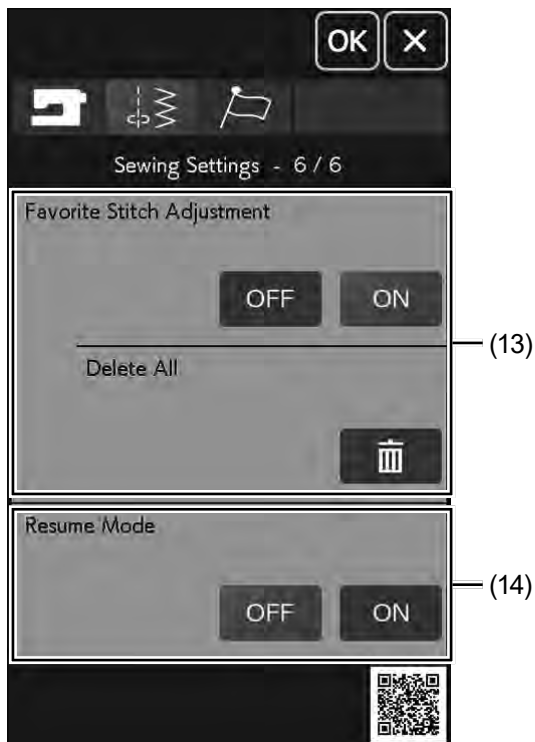 OK X
Sewing Settings - 6 / 6
Favorite Stitch Adjustment
OFF ON
(13)
Delete All
Resume Mode
(14)
OFF ON